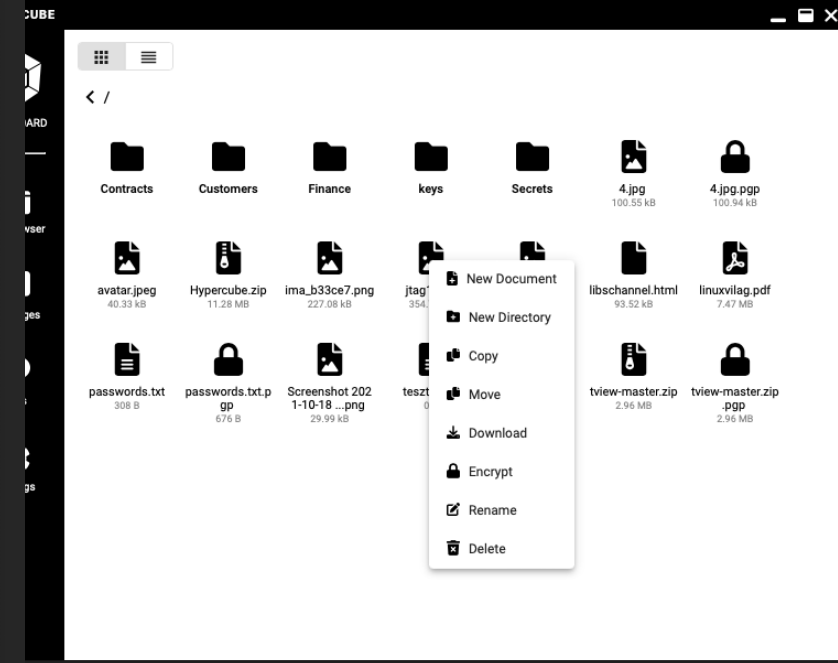 CUBE
ARD
/
Contracts
Customers
Finance
keys
Secrets
4.jpg
100.55 kB
4.jpg.pgp
100.94 kB
wser
avatar.jpeg
40.33 kB
Hypercube.zip
11.28 MB
ima_b33ce7.png
227.08 kB
jtag
354.
libschannel.html
93.52 kB
linuxvilag.pdf
7.47 MB
ges
passwords.txt
308 B
passwords.txt.p
gp
676 B
Screenshot 202
1-10-18 ...png
29.99 kB
teszt
0
tview-master.zip
2.96 MB
tview-master.zip
.pgp
2.96 MB
s
gs
New Document
New Directory
Copy
Move
Download
Encrypt
Rename
Delete